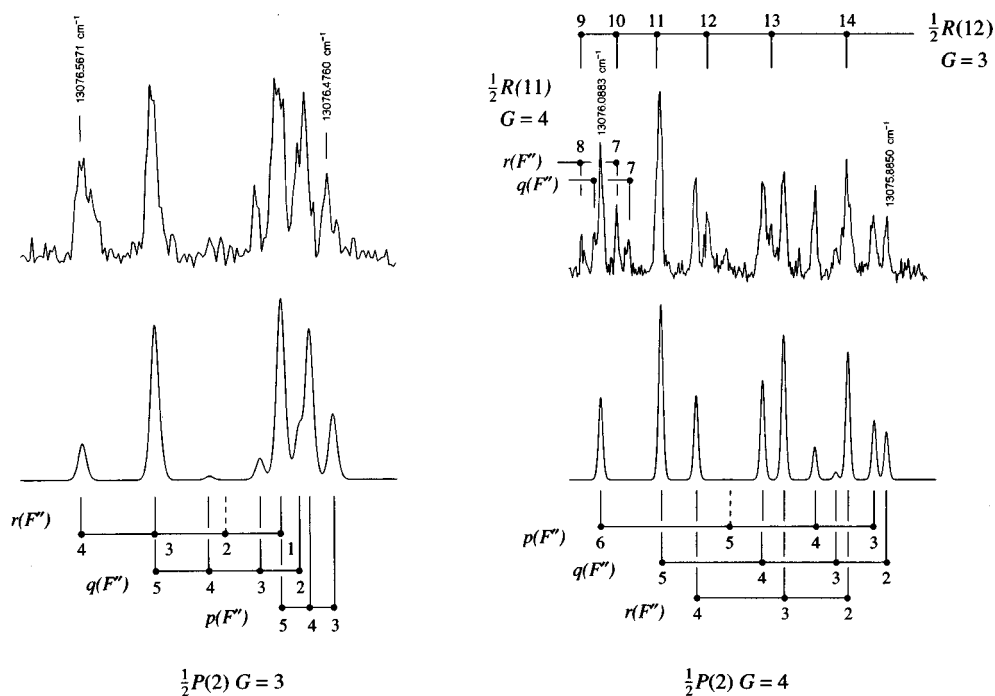 13076.5671 cm⁻¹
13076.4760 cm⁻¹
r(F")
4 3 2 1
q(F")
5 4 3 2
p(F")
5 4 3
½P(2) G = 3
9 10 11 12 13 14
½R(12)
G = 3
½R(11)
G = 4
13076.0883 cm⁻¹
13075.8850 cm⁻¹
r(F")
8 7
q(F")
7
p(F")
6 5 4 3
q(F")
5 4 3 2
r(F")
4 3 2
½P(2) G = 4